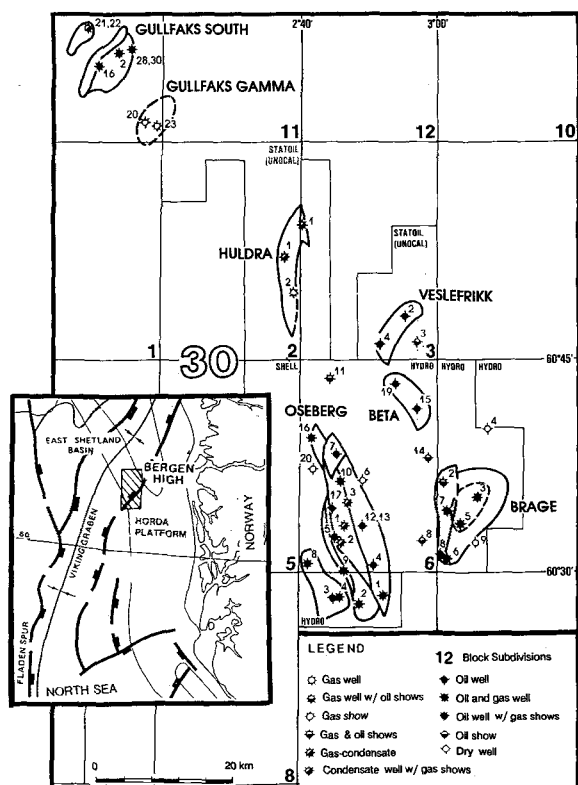 2°40'
3°00'
21,22
GULLFAKS SOUTH
2
28,30
16
GULLFAKS GAMMA
20
23
11
12
10
STATOIL
(UNOCAL)
1
HULDRA
1
2
STATOIL
(UNOCAL)
VESLEFRIKK
2
4
3
1
30
2
3
60°45'
SHELL
HYDRO
HYDRO
HYDRO
11
19
BETA
15
OSEBERG
16
4
7
14
20
10
6
2
3
3
17
BRAGE
1
12,13
7
5
5
2
8
9
8
6
8
9
4
5
6
60°30'
3
4
2
1
HYDRO
EAST SHETLAND
BASIN
BERGEN
HIGH
HORDA
PLATFORM
VIKING GRABEN
NORWAY
60
FLADEN SPUR
NORTH SEA
LEGEND
12 Block Subdivisions
Gas well
Oil well
Gas well w/ oil shows
Oil and gas well
Gas show
Oil well w/ gas shows
Gas & oil shows
Oil show
Gas-condensate
Dry well
Condensate well w/ gas shows
0
20 km
8